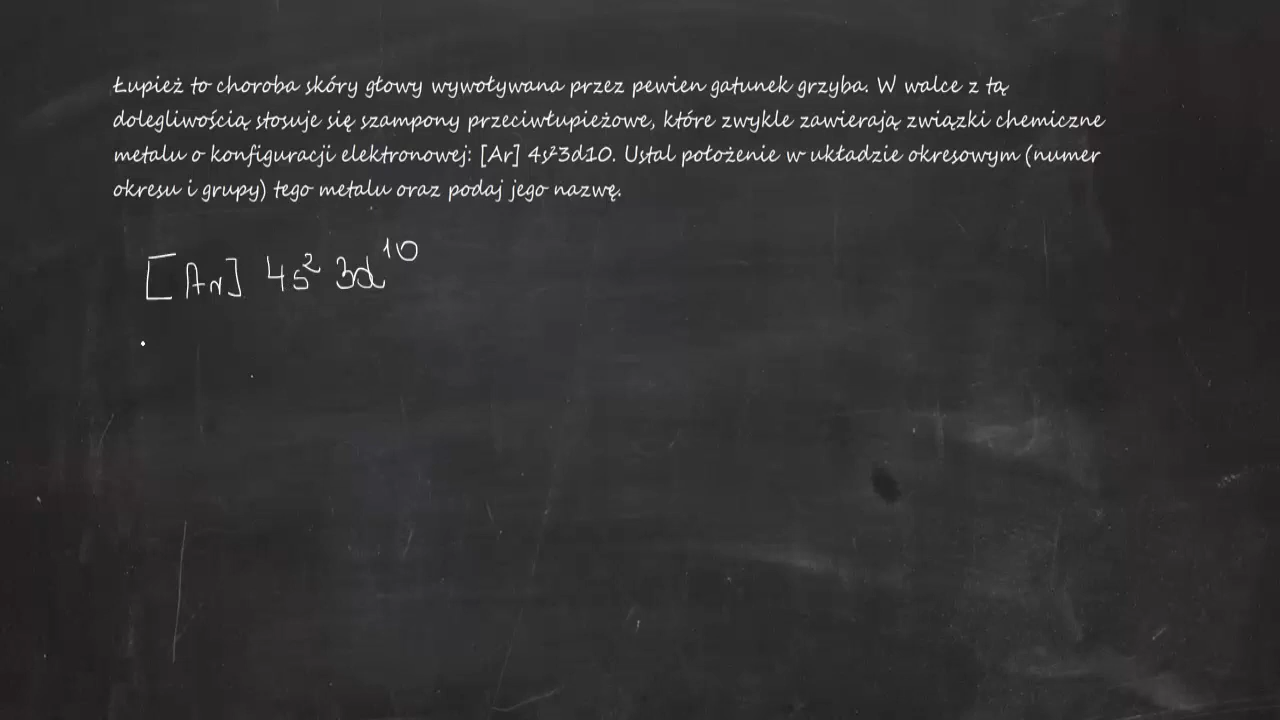 Łupież to choroba skóry głowy wywoływana przez pewien gatunek grzyba. W walce z tą
dolegliwością stosuje się szampony przeciwłupieżowe, które zwykle zawierają związki chemiczne
metalu o konfiguracji elektronowej: [Ar] 4s²3d10. Ustal położenie w układzie okresowym (numer
okresu i grupy) tego metalu oraz podaj jego nazwę.
[Ar] 4s² 3d¹⁰